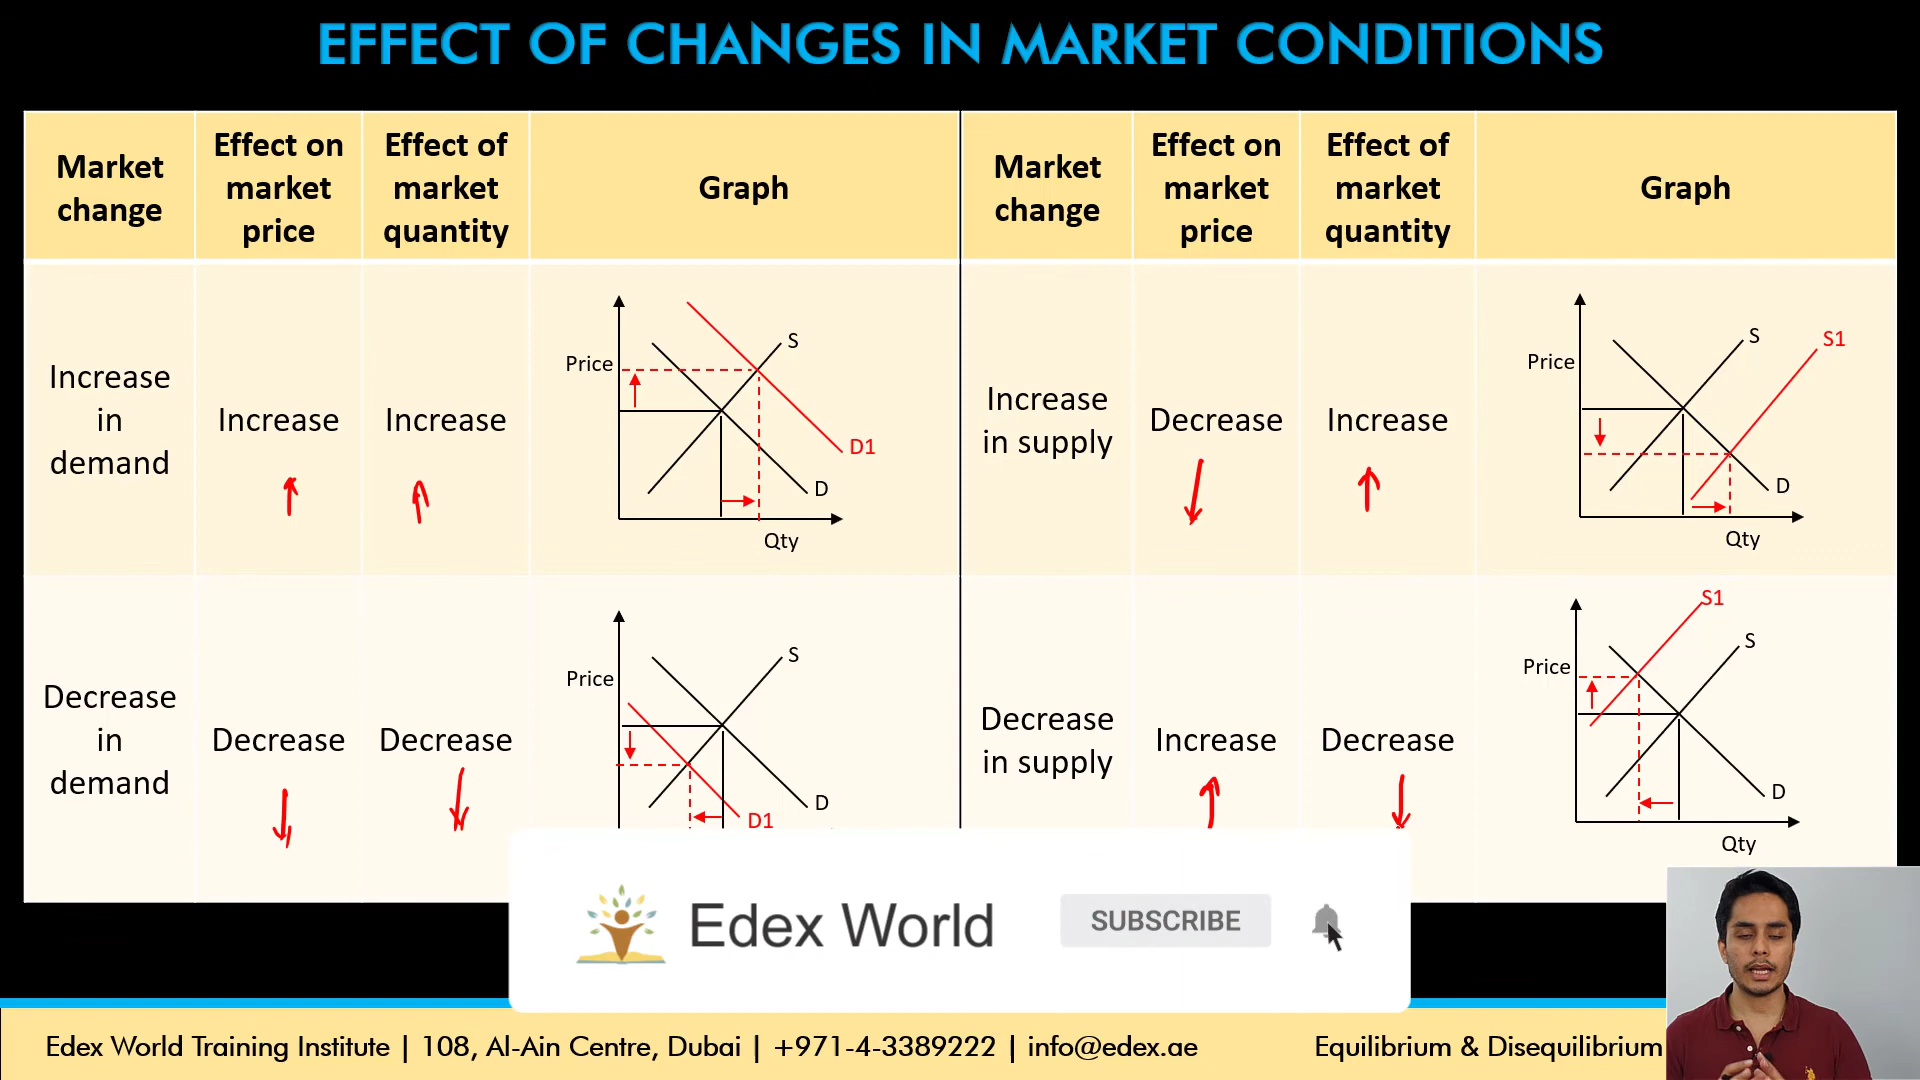 EFFECT OF CHANGES IN MARKET CONDITIONS
Market
change
Effect on
market
price
Effect of
market
quantity
Graph
Market
change
Effect on
market
price
Effect of
market
quantity
Graph
Increase
in
demand
Increase
Increase
Price
S
D1
D
Qty
Increase
in supply
Decrease
Increase
Price
S
S1
D
Qty
Decrease
in
demand
Decrease
Decrease
Price
S
D
D1
Decrease
in supply
Increase
Decrease
S1
S
Price
D
Qty
Edex World
SUBSCRIBE
Edex World Training Institute | 108, Al-Ain Centre, Dubai | +971-4-3389222 | info@edex.ae
Equilibrium & Disequilibrium